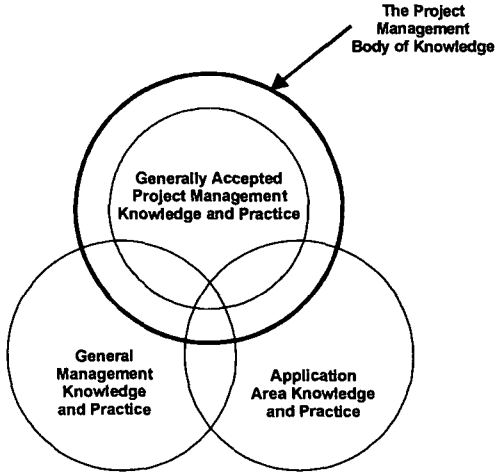 The Project
Management
Body of Knowledge
Generally Accepted
Project Management
Knowledge and Practice
General
Management
Knowledge
and Practice
Application
Area Knowledge
and Practice